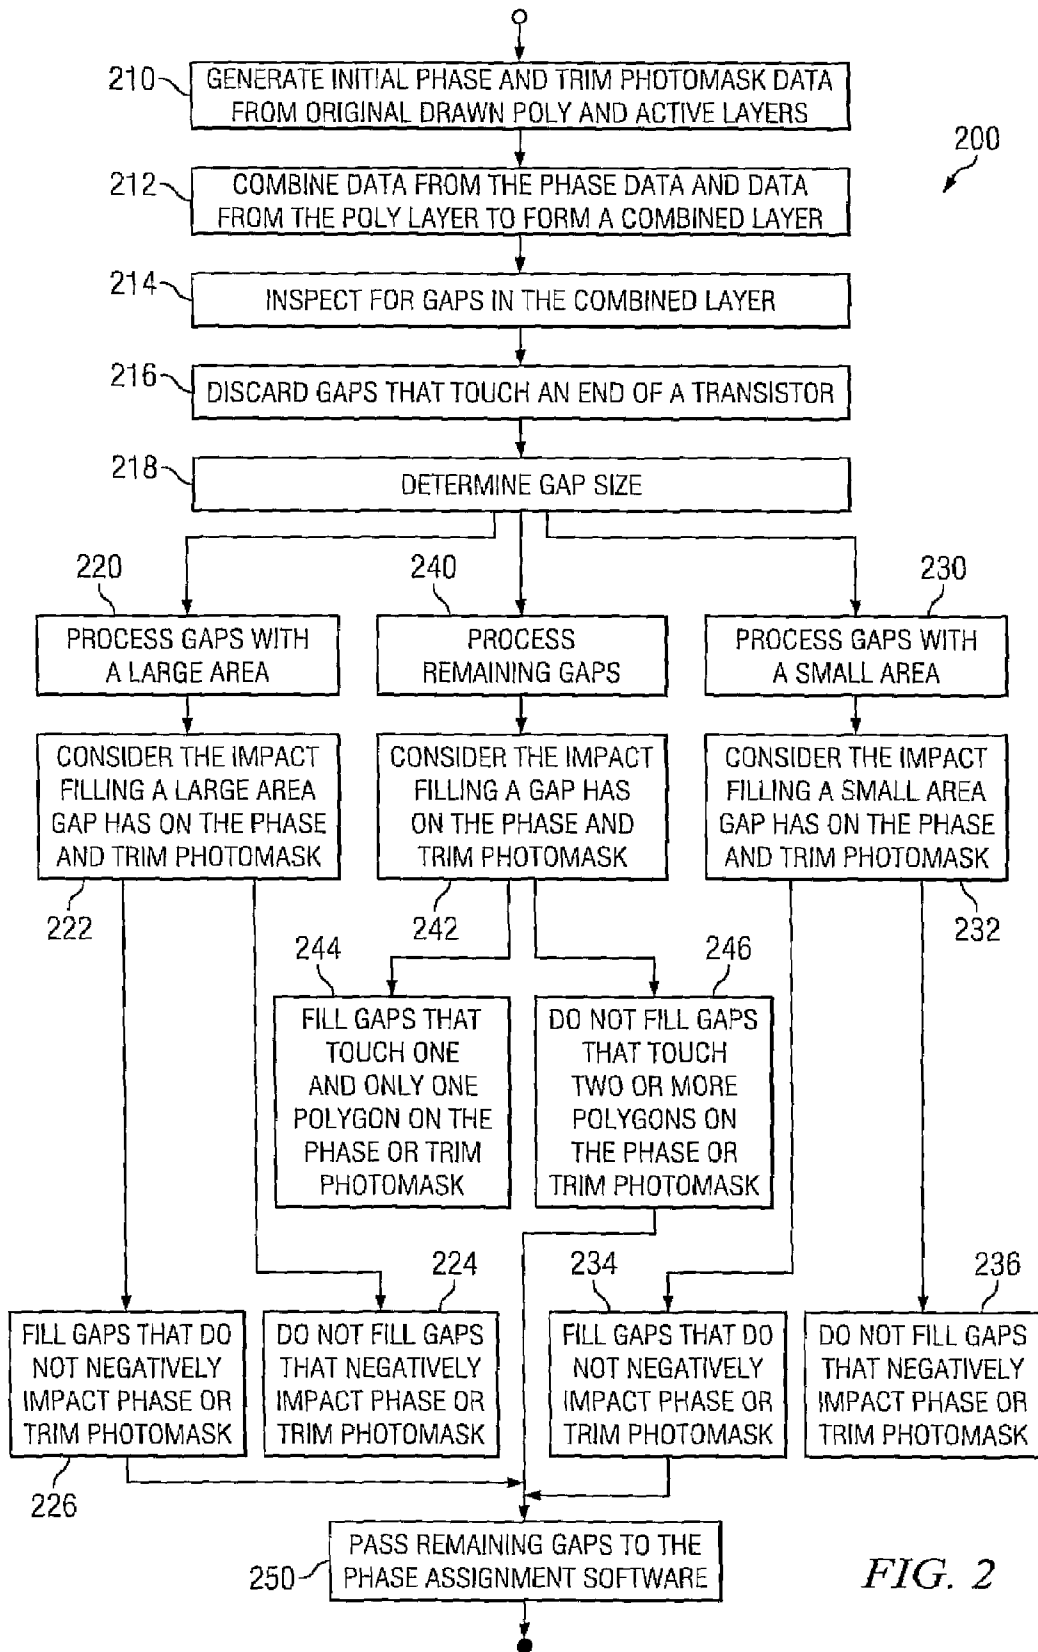 210
GENERATE INITIAL PHASE AND TRIM PHOTOMASK DATA
FROM ORIGINAL DRAWN POLY AND ACTIVE LAYERS
200
212
COMBINE DATA FROM THE PHASE DATA AND DATA
FROM THE POLY LAYER TO FORM A COMBINED LAYER
214
INSPECT FOR GAPS IN THE COMBINED LAYER
216
DISCARD GAPS THAT TOUCH AN END OF A TRANSISTOR
218
DETERMINE GAP SIZE
220
PROCESS GAPS WITH
A LARGE AREA
240
PROCESS
REMAINING GAPS
230
PROCESS GAPS WITH
A SMALL AREA
CONSIDER THE IMPACT
FILLING A LARGE AREA
GAP HAS ON THE PHASE
AND TRIM PHOTOMASK
222
CONSIDER THE IMPACT
FILLING A GAP HAS
ON THE PHASE AND
TRIM PHOTOMASK
242
CONSIDER THE IMPACT
FILLING A SMALL AREA
GAP HAS ON THE PHASE
AND TRIM PHOTOMASK
232
244
FILL GAPS THAT
TOUCH ONE
AND ONLY ONE
POLYGON ON THE
PHASE OR TRIM
PHOTOMASK
246
DO NOT FILL GAPS
THAT TOUCH
TWO OR MORE
POLYGONS ON
THE PHASE OR
TRIM PHOTOMASK
FILL GAPS THAT DO
NOT NEGATIVELY
IMPACT PHASE OR
TRIM PHOTOMASK
226
224
DO NOT FILL GAPS
THAT NEGATIVELY
IMPACT PHASE OR
TRIM PHOTOMASK
234
FILL GAPS THAT DO
NOT NEGATIVELY
IMPACT PHASE OR
TRIM PHOTOMASK
236
DO NOT FILL GAPS
THAT NEGATIVELY
IMPACT PHASE OR
TRIM PHOTOMASK
250
PASS REMAINING GAPS TO THE
PHASE ASSIGNMENT SOFTWARE
FIG. 2